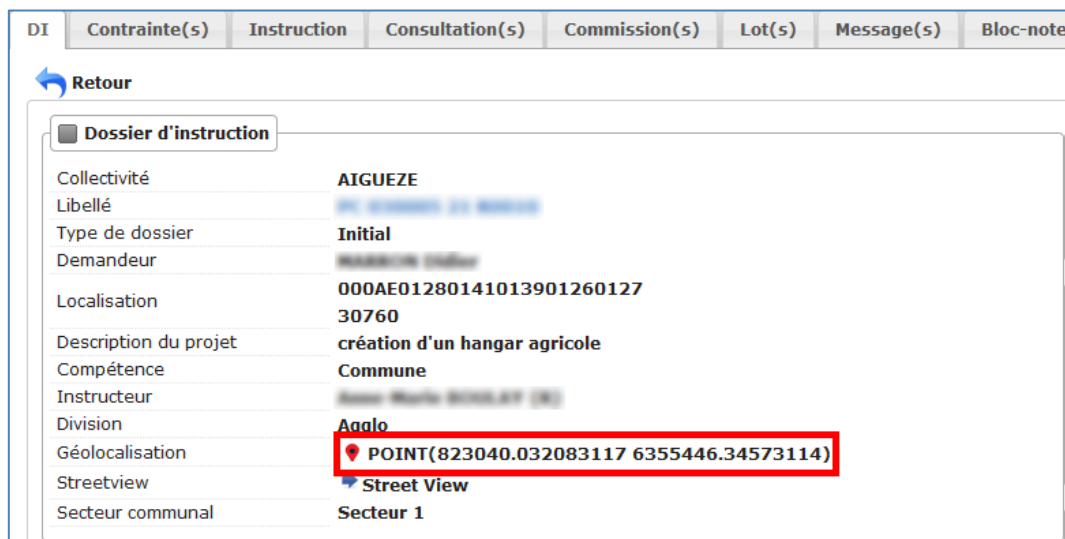 DI Contrainte(s) Instruction Consultation(s) Commission(s) Lot(s) Message(s) Bloc-note
Retour
Dossier d'instruction
Collectivité AIGUEZE
Libellé
Type de dossier Initial
Demandeur
Localisation 000AE01280141013901260127
30760
Description du projet création d'un hangar agricole
Compétence Commune
Instructeur
Division Agglo
Géolocalisation POINT(823040.032083117 6355446.34573114)
Streetview Street View
Secteur communal Secteur 1